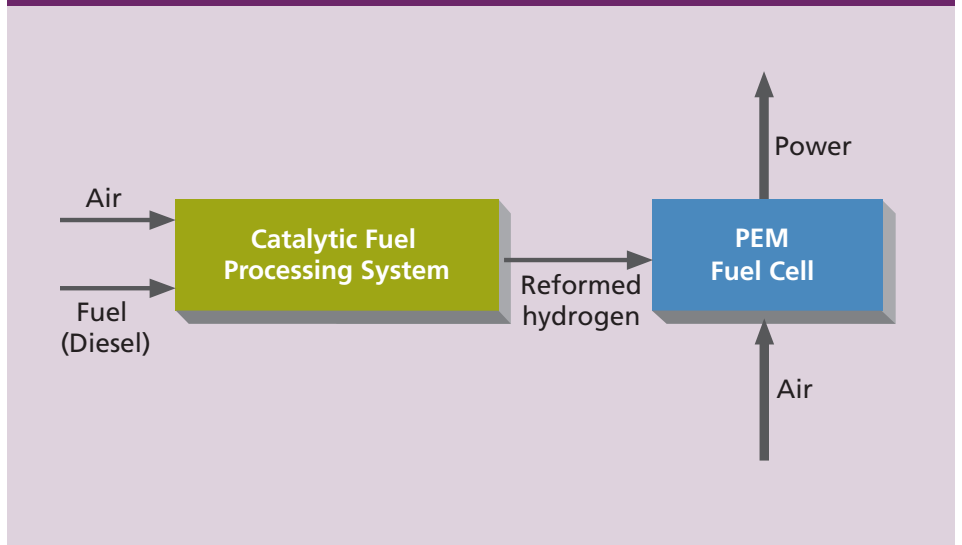 Power
Air
Catalytic Fuel
Processing System
PEM
Fuel Cell
Reformed
hydrogen
Fuel
(Diesel)
Air